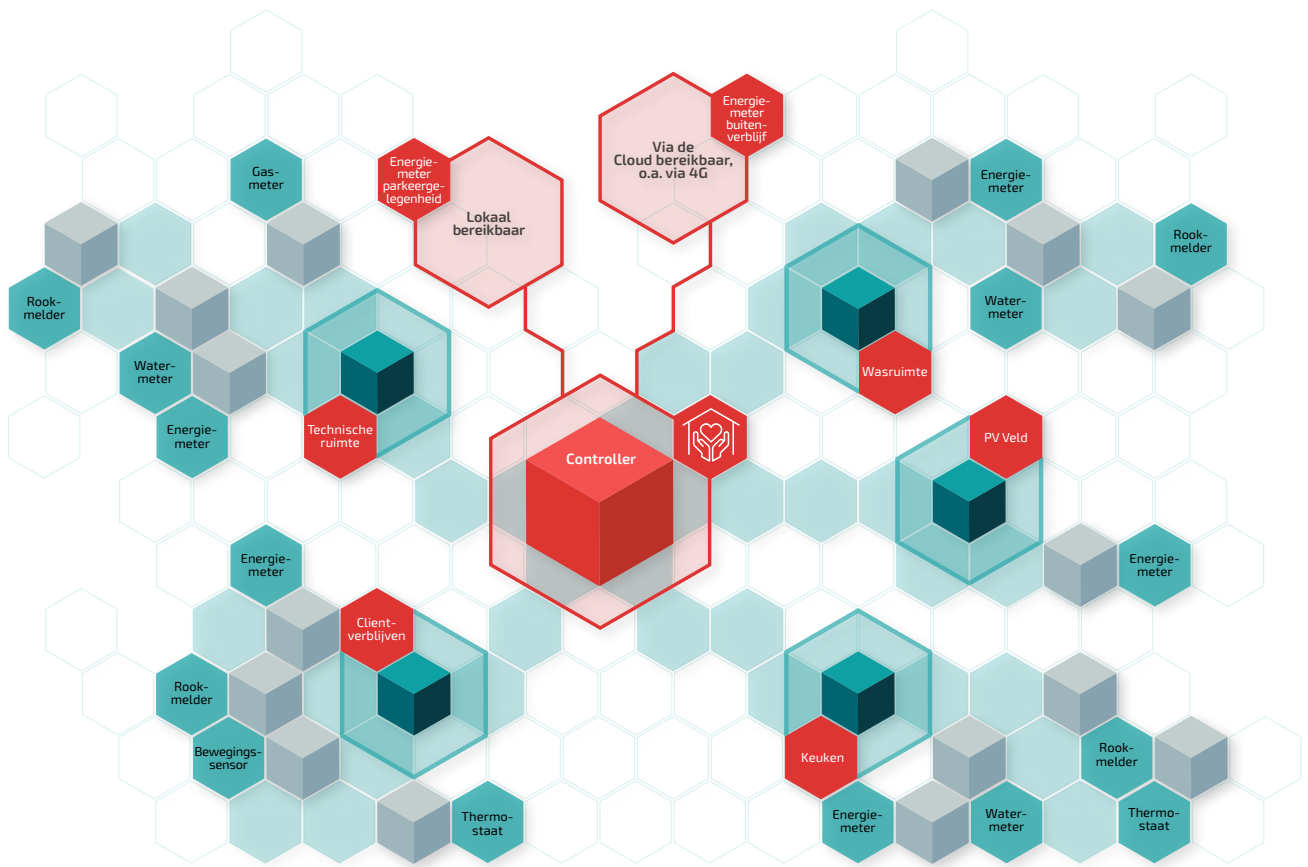 Energie-
meter
buiten-
verblijf
Via de
Cloud bereikbaar,
o.a. via 4G
Energie-
meter
parkeerge-
legenheid
Lokaal
bereikbaar
Gas-
meter
Energie-
meter
Rook-
melder
Rook-
melder
Water-
meter
Water-
meter
Wasruimte
Energie-
meter
Technische
ruimte
Controller
PV Veld
Energie-
meter
Energie-
meter
Client-
verblijven
Rook-
melder
Bewegings-
sensor
Keuken
Rook-
melder
Thermo-
staat
Energie-
meter
Water-
meter
Thermo-
staat